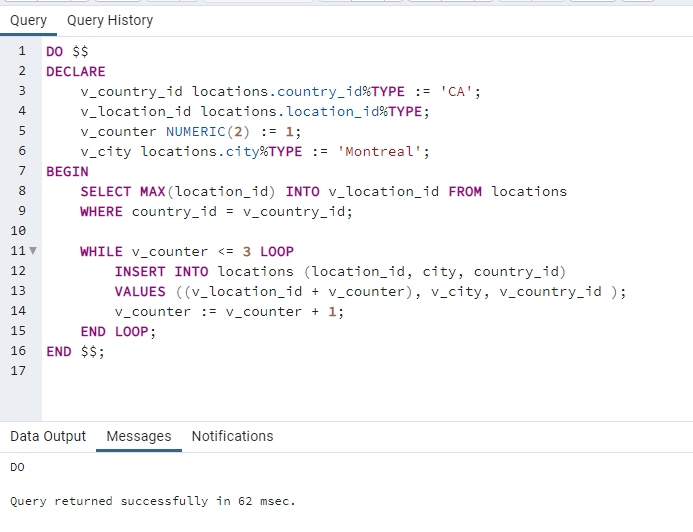 Query Query History
1 DO $$
2 DECLARE
3 v_country_id locations.country_id%TYPE := 'CA';
4 v_location_id locations.location_id%TYPE;
5 v_counter NUMERIC(2) := 1;
6 v_city locations.city%TYPE := 'Montreal';
7 BEGIN
8 SELECT MAX(location_id) INTO v_location_id FROM locations
9 WHERE country_id = v_country_id;
10
11 WHILE v_counter <= 3 LOOP
12 INSERT INTO locations (location_id, city, country_id)
13 VALUES ((v_location_id + v_counter), v_city, v_country_id );
14 v_counter := v_counter + 1;
15 END LOOP;
16 END $$;
17
Data Output Messages Notifications
DO
Query returned successfully in 62 msec.